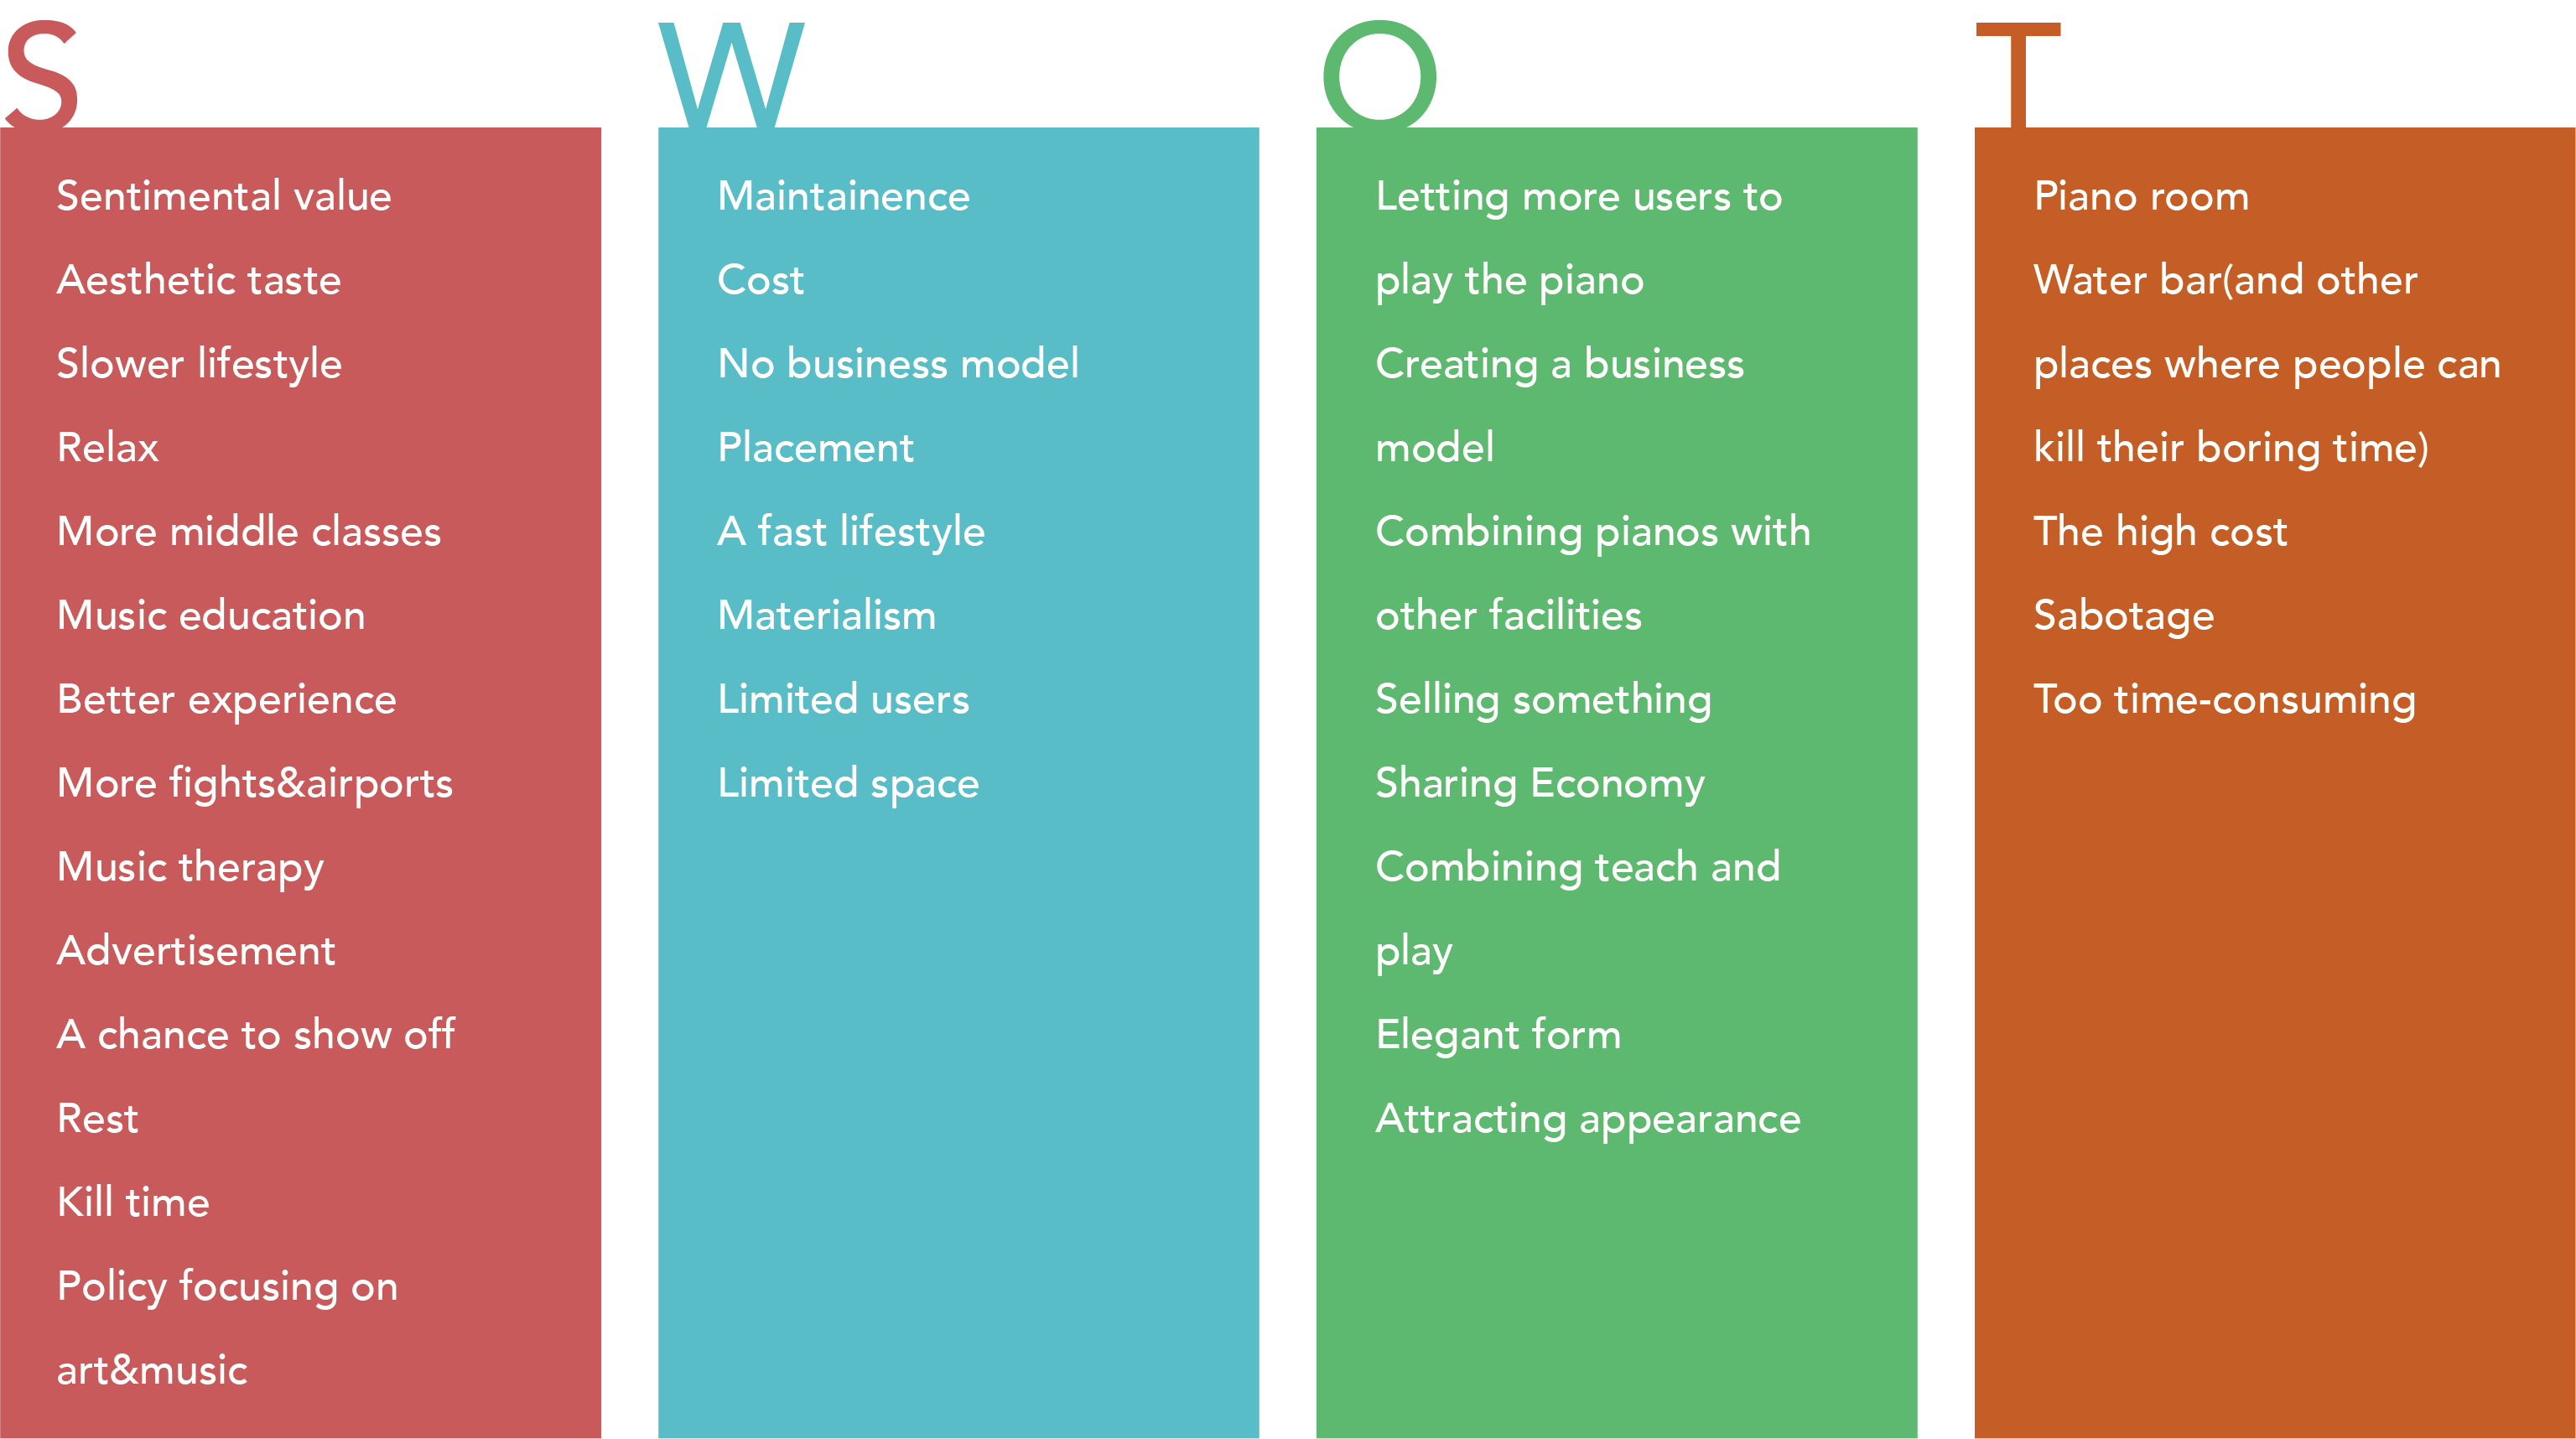 S
Sentimental value
Aesthetic taste
Slower lifestyle
Relax
More middle classes
Music education
Better experience
More fights&airports
Music therapy
Advertisement
A chance to show off
Rest
Kill time
Policy focusing on
art&music
W
Maintainence
Cost
No business model
Placement
A fast lifestyle
Materialism
Limited users
Limited space
O
Letting more users to
play the piano
Creating a business
model
Combining pianos with
other facilities
Selling something
Sharing Economy
Combining teach and
play
Elegant form
Attracting appearance
T
Piano room
Water bar(and other
places where people can
kill their boring time)
The high cost
Sabotage
Too time-consuming